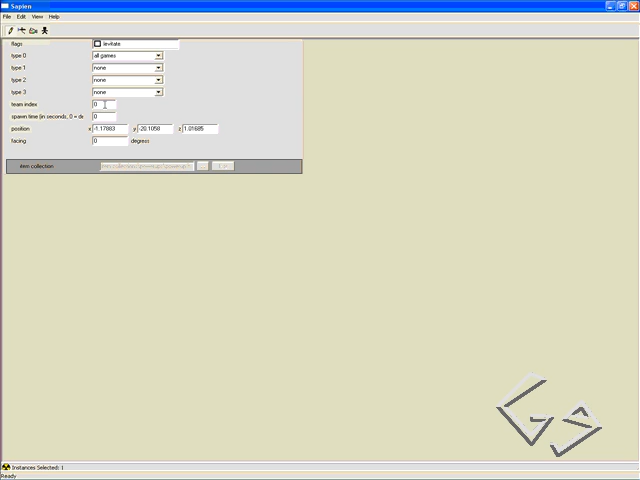 Sapien
File Edit View Help
flags levitate
type 0 all games
type 1 none
type 2 none
type 3 none
team index 0
spawn time (in seconds, 0 = de 0
position x -1.17883 y -20.1058 z 1.01885
facing 0 degrees
item collection
GS
Instances Selected: 1
Ready